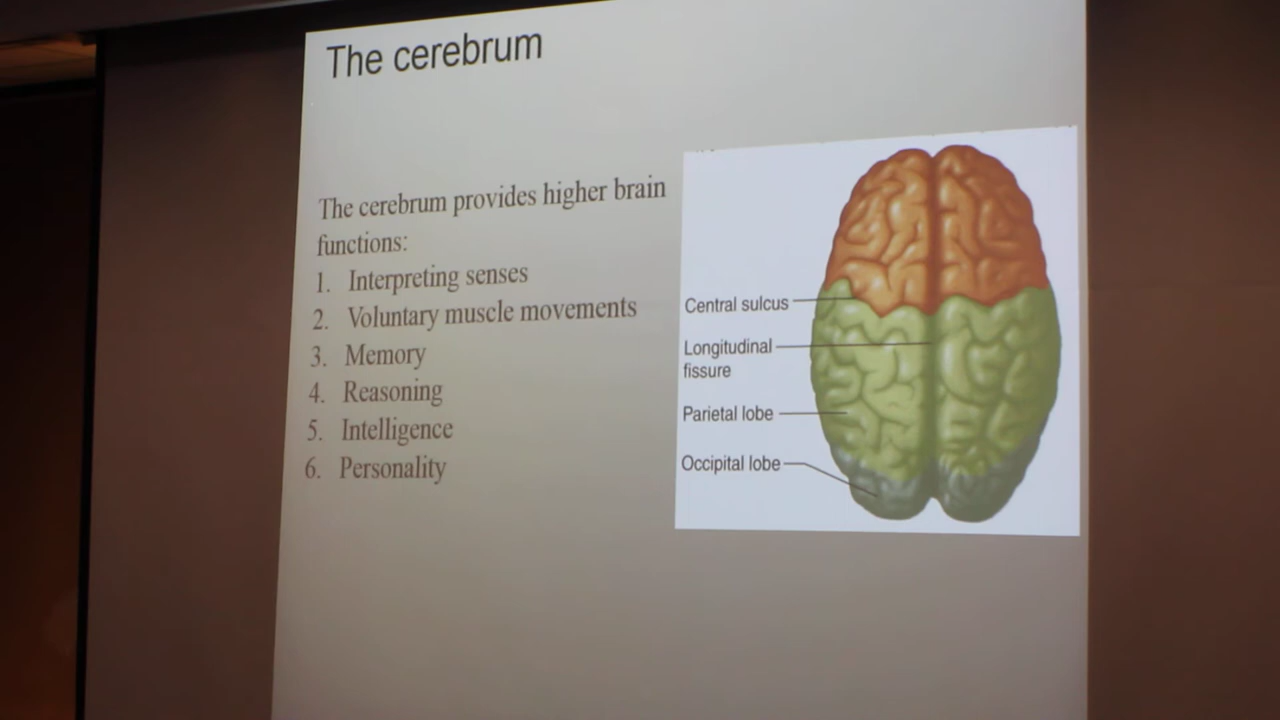 The cerebrum
The cerebrum provides higher brain
functions:
1. Interpreting senses
2. Voluntary muscle movements
3. Memory
4. Reasoning
5. Intelligence
6. Personality
Central sulcus
Longitudinal
fissure
Parietal lobe
Occipital lobe